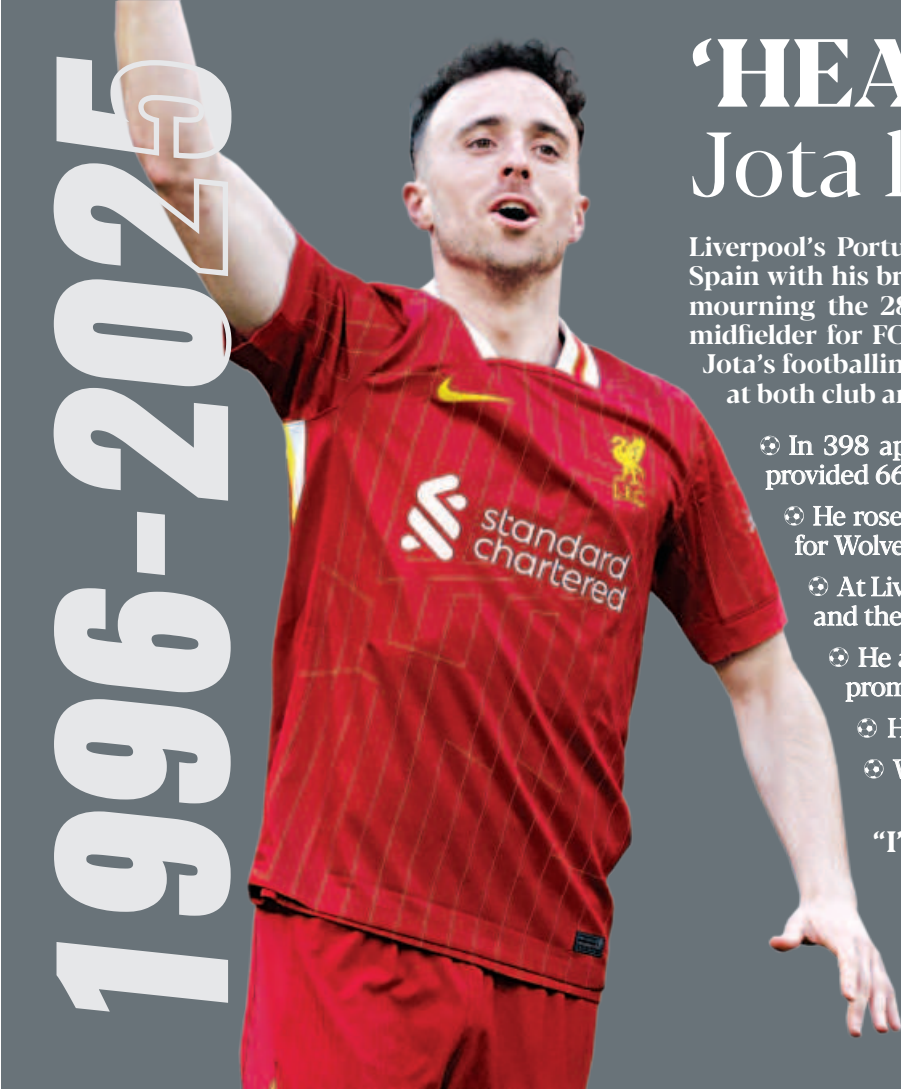 1996-2025
‘HEA
Jota l
Liverpool’s Portu
Spain with his br
mourning the 28
midfielder for FC
Jota’s footballin
at both club a
In 398 ap
provided 66
He rose
for Wolve
At Liv
and the
He a
prom
H
W
“I’
standard
chartered